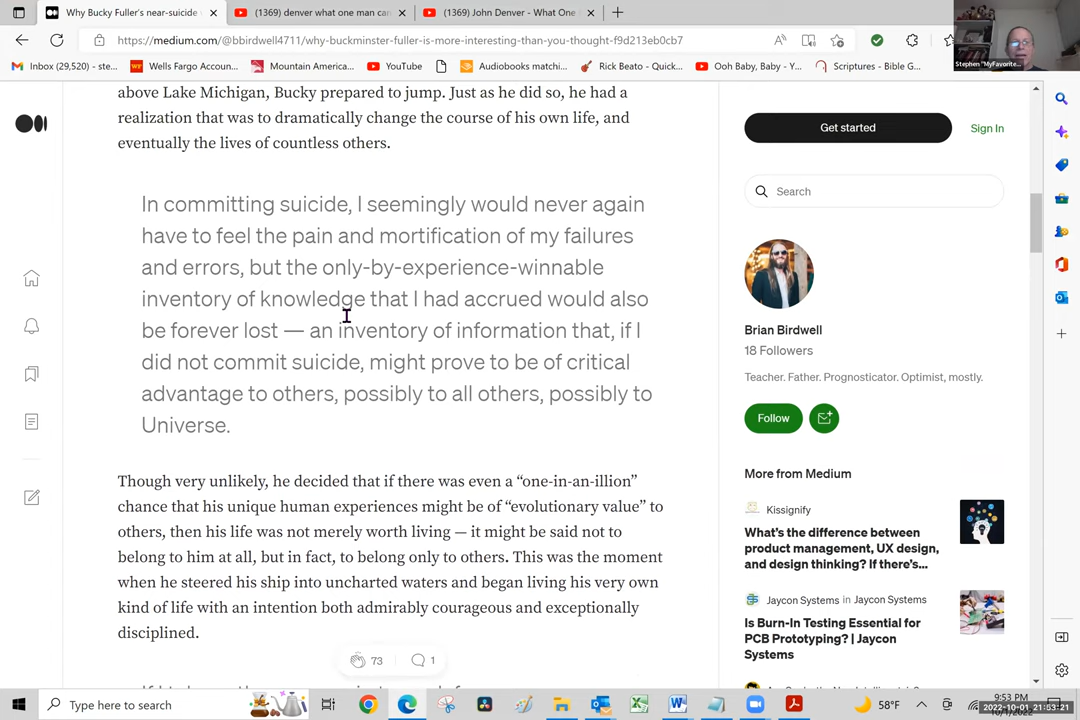 Why Bucky Fuller's near-suicide
(1369) denver what one man ca
(1369) John Denver - What One
https://medium.com/@bbirdwell4711/why-buckminster-fuller-is-more-interesting-than-you-thought-f9d213eb0cb7
Inbox (29,520) - ste...
Wells Fargo Accoun...
Mountain America...
YouTube
Audiobooks matchi...
Rick Beato - Quick...
Ooh Baby, Baby - Y...
Scriptures - Bible G...
Stephen "MyFavorite...
above Lake Michigan, Bucky prepared to jump. Just as he did so, he had a
realization that was to dramatically change the course of his own life, and
eventually the lives of countless others.
In committing suicide, I seemingly would never again
have to feel the pain and mortification of my failures
and errors, but the only-by-experience-winnable
inventory of knowledge that I had accrued would also
be forever lost — an inventory of information that, if I
did not commit suicide, might prove to be of critical
advantage to others, possibly to all others, possibly to
Universe.
Though very unlikely, he decided that if there was even a “one-in-an-illion”
chance that his unique human experiences might be of “evolutionary value” to
others, then his life was not merely worth living — it might be said not to
belong to him at all, but in fact, to belong only to others. This was the moment
when he steered his ship into uncharted waters and began living his very own
kind of life with an intention both admirably courageous and exceptionally
disciplined.
73
1
Get started
Sign In
Search
Brian Birdwell
18 Followers
Teacher. Father. Prognosticator. Optimist, mostly.
Follow
More from Medium
Kissignify
What's the difference between
product management, UX design,
and design thinking? If there's...
Jaycon Systems in Jaycon Systems
Is Burn-In Testing Essential for
PCB Prototyping? | Jaycon
Systems
Type here to search
58°F
9:53 PM
2022-10-01 21:53:21